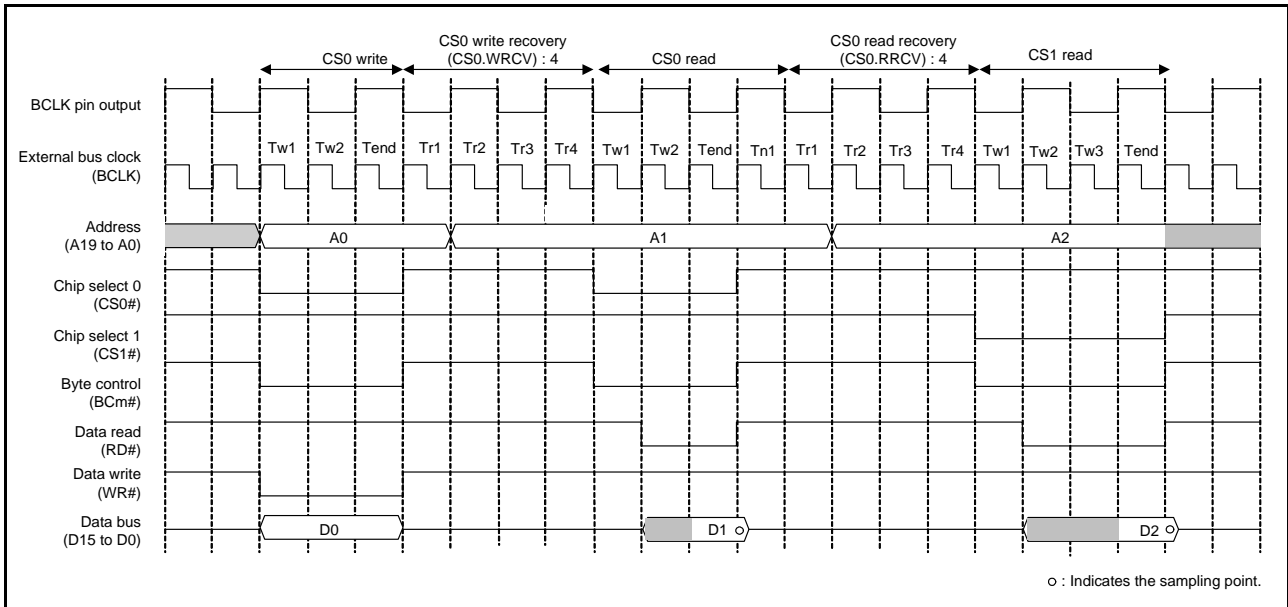 CS0 write
CS0 write recovery
(CS0.WRCV) : 4
CS0 read
CS0 read recovery
(CS0.RRCV) : 4
CS1 read
BCLK pin output
External bus clock
(BCLK)
Tw1 Tw2 Tend Tr1 Tr2 Tr3 Tr4 Tw1 Tw2 Tend Tn1 Tr1 Tr2 Tr3 Tr4 Tw1 Tw2 Tw3 Tend
Address
(A19 to A0)
A0 A1 A2
Chip select 0
(CS0#)
Chip select 1
(CS1#)
Byte control
(BCm#)
Data read
(RD#)
Data write
(WR#)
Data bus
(D15 to D0)
D0 D1 D2
: Indicates the sampling point.